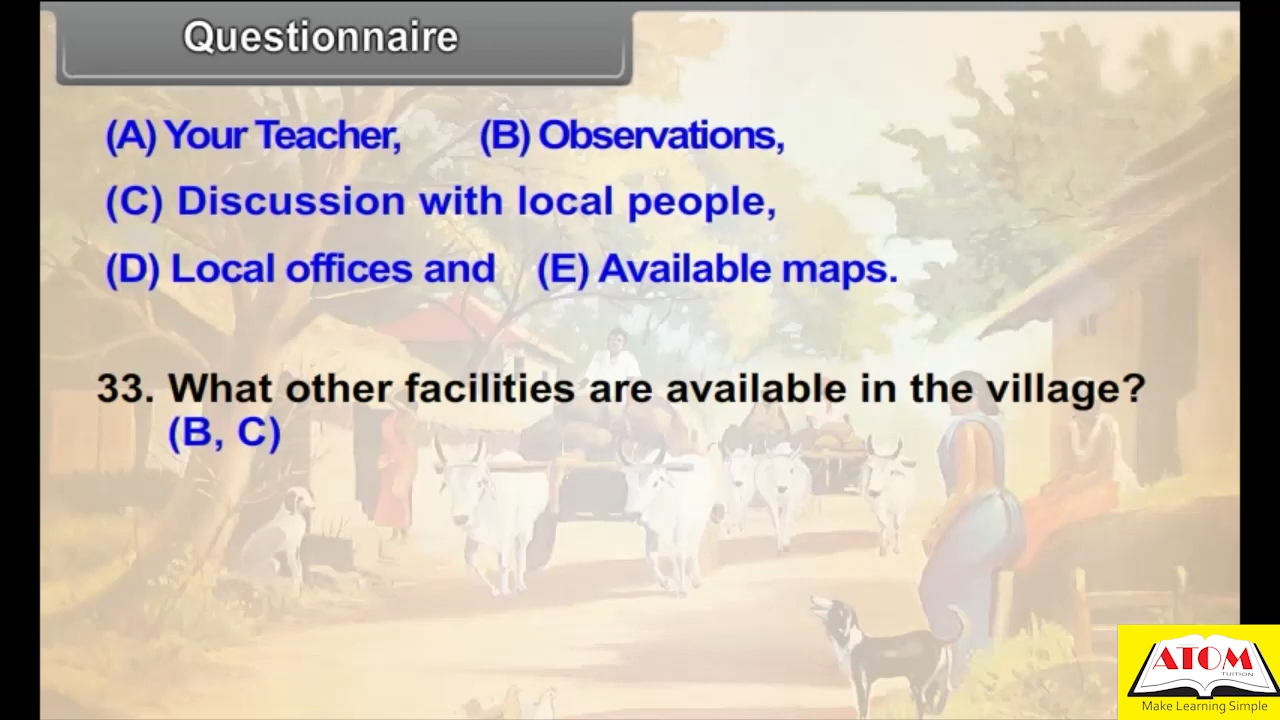 Questionnaire
(A) Your Teacher, (B) Observations,
(C) Discussion with local people,
(D) Local offices and (E) Available maps.
33. What other facilities are available in the village?
(B, C)
ATOM
TUITION
Make Learning Simple